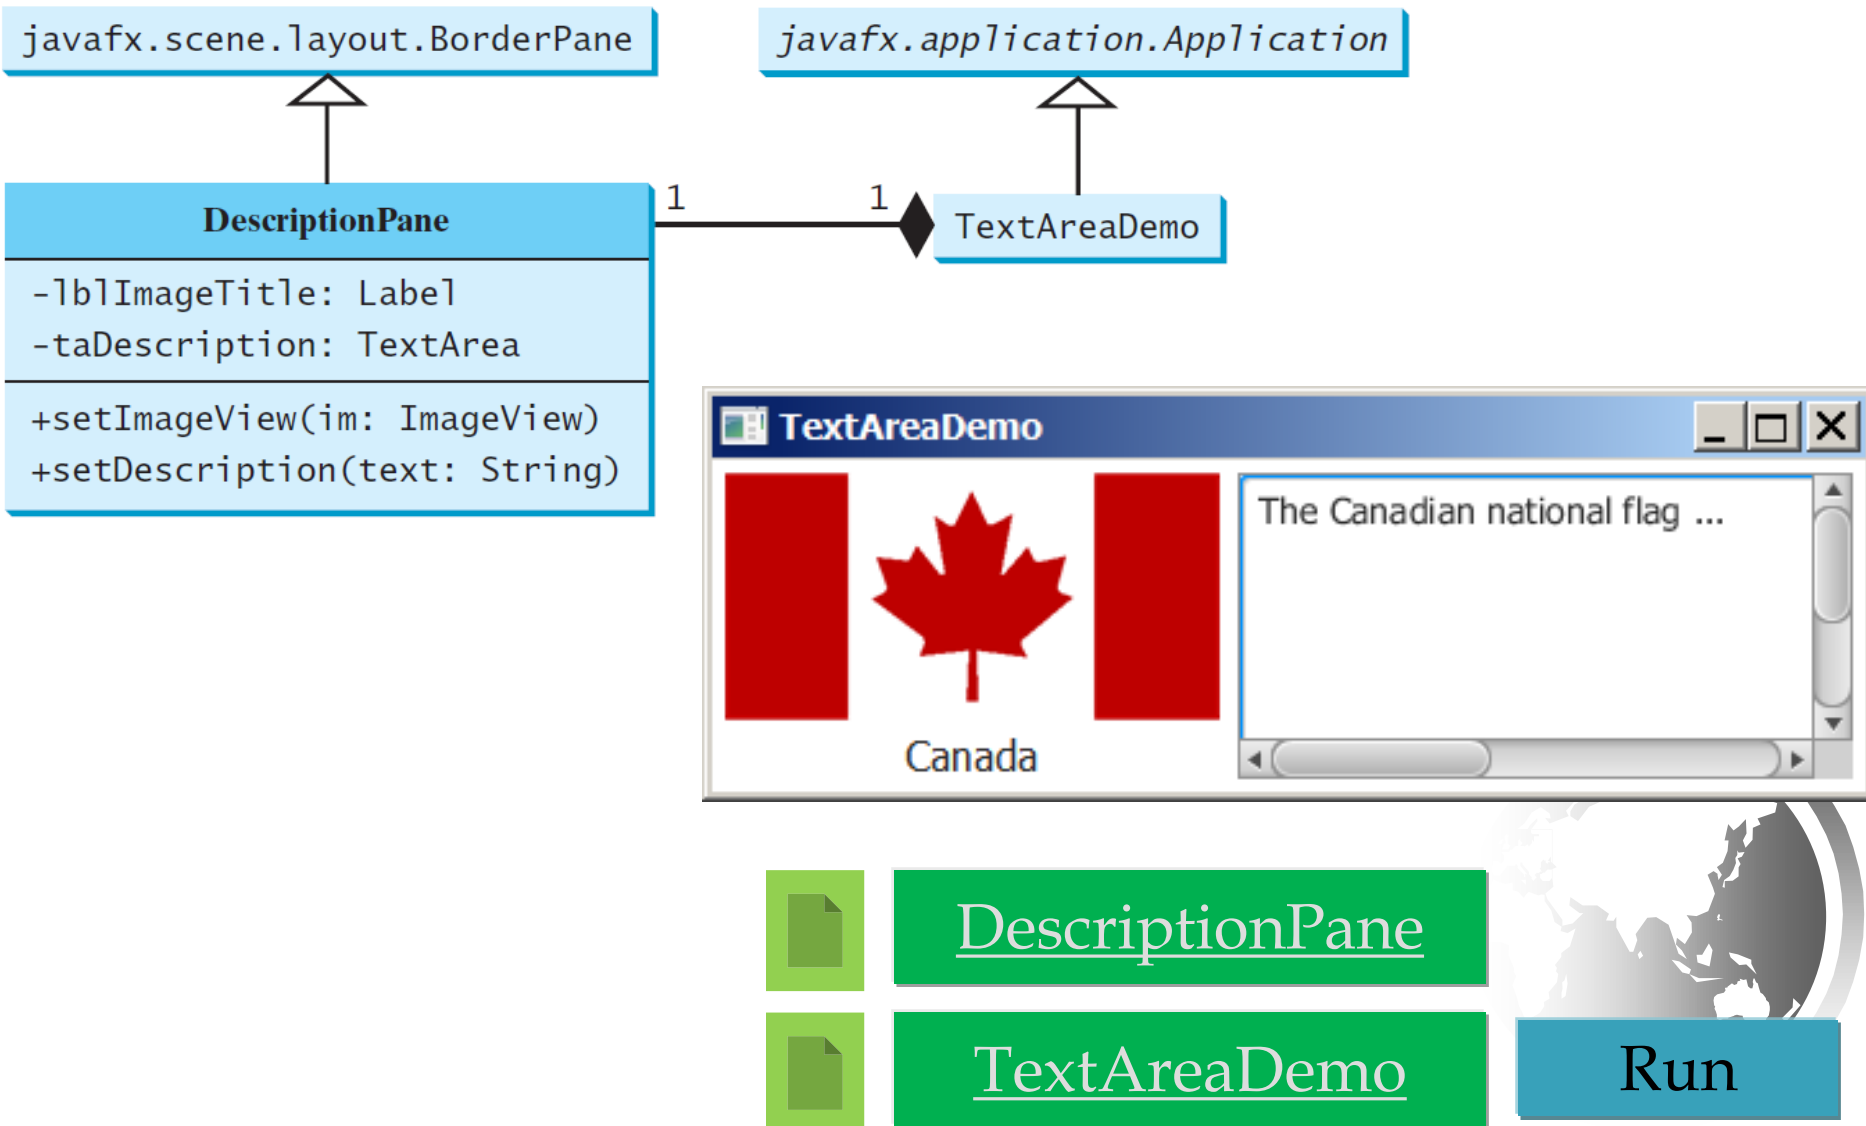 javafx.scene.layout.BorderPane
javafx.application.Application
DescriptionPane
1
1
TextAreaDemo
-lblImageTitle: Label
-taDescription: TextArea
+setImageView(im: ImageView)
+setDescription(text: String)
TextAreaDemo
The Canadian national flag ...
Canada
DescriptionPane
TextAreaDemo
Run